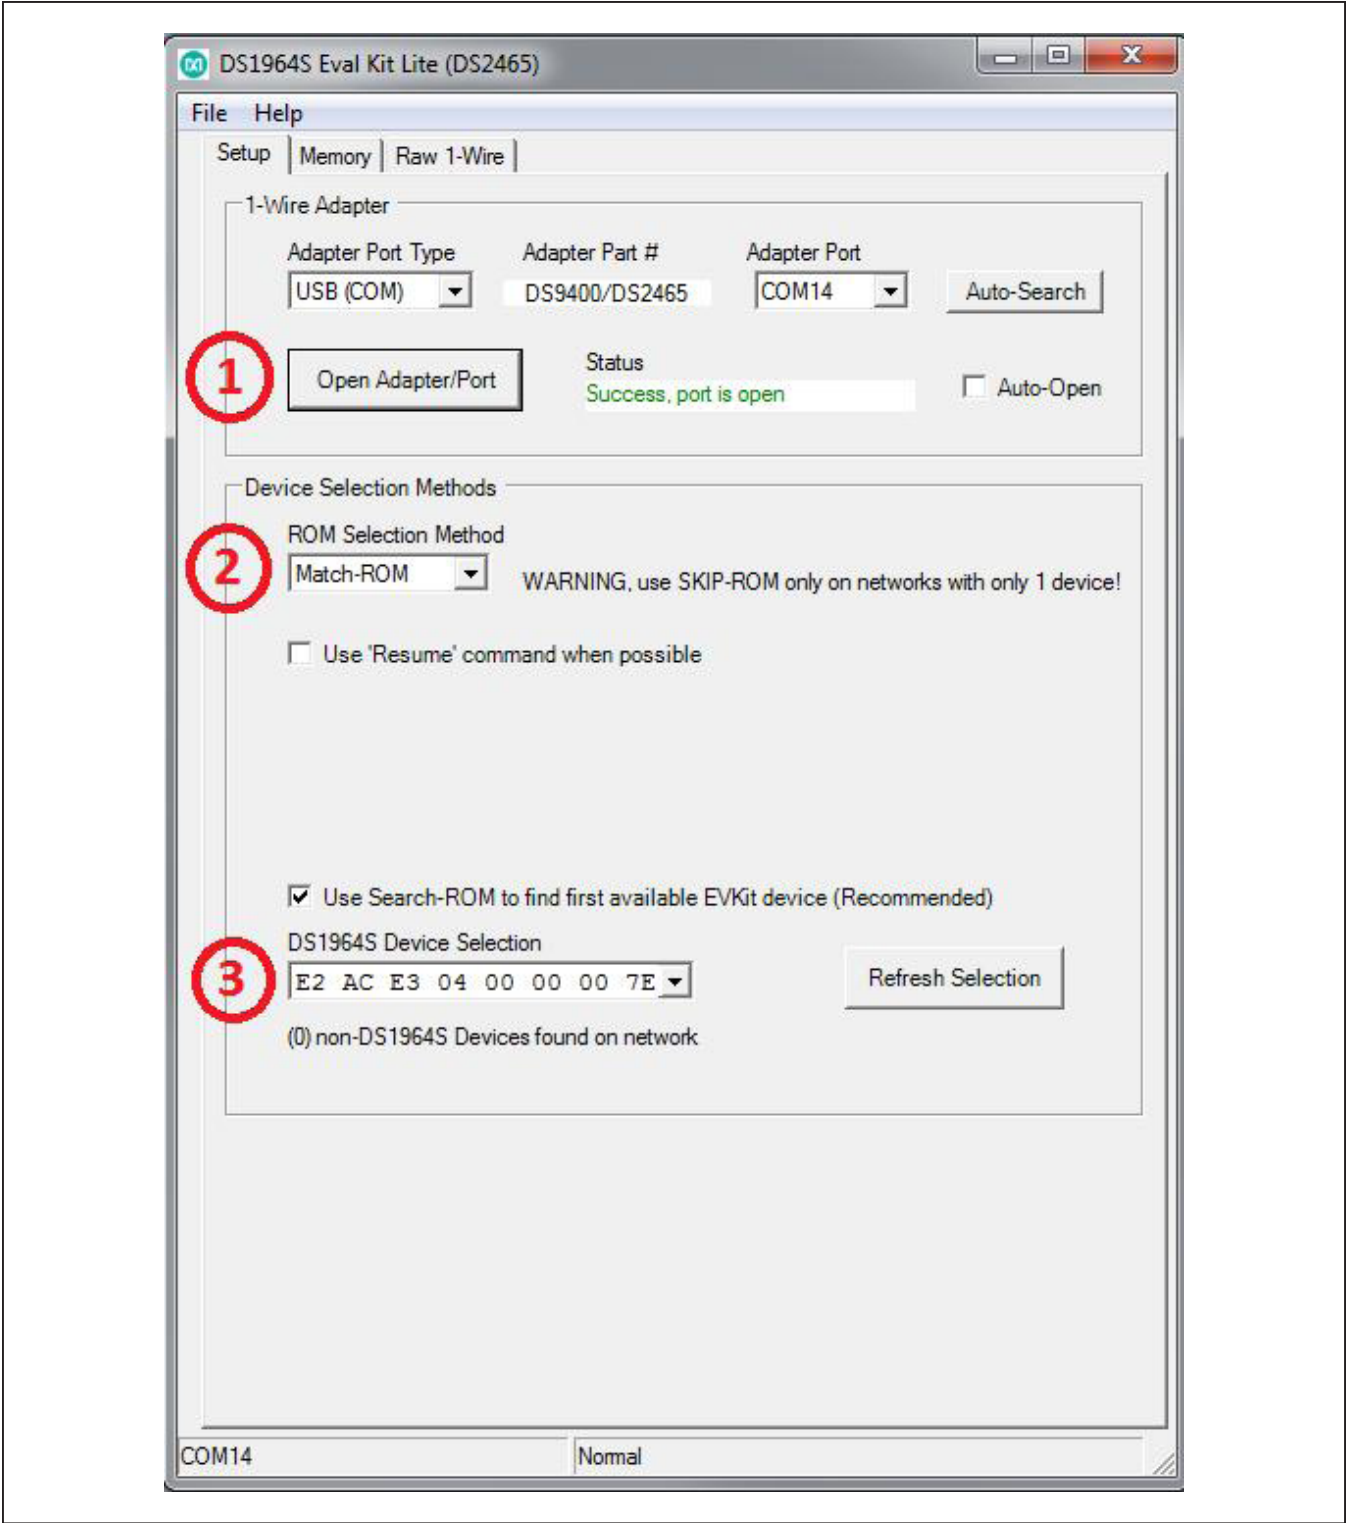 DS1964S Eval Kit Lite (DS2465)
File Help
Setup Memory Raw 1-Wire
1-Wire Adapter
Adapter Port Type Adapter Part # Adapter Port
USB (COM) DS9400/DS2465 COM14 Auto-Search
1
Open Adapter/Port
Status
Success, port is open
Auto-Open
Device Selection Methods
ROM Selection Method
2
Match-ROM WARNING, use SKIP-ROM only on networks with only 1 device!
Use 'Resume' command when possible
Use Search-ROM to find first available EVKit device (Recommended)
DS1964S Device Selection
3
E2 AC E3 04 00 00 00 7E Refresh Selection
(0) non-DS1964S Devices found on network
COM14 Normal